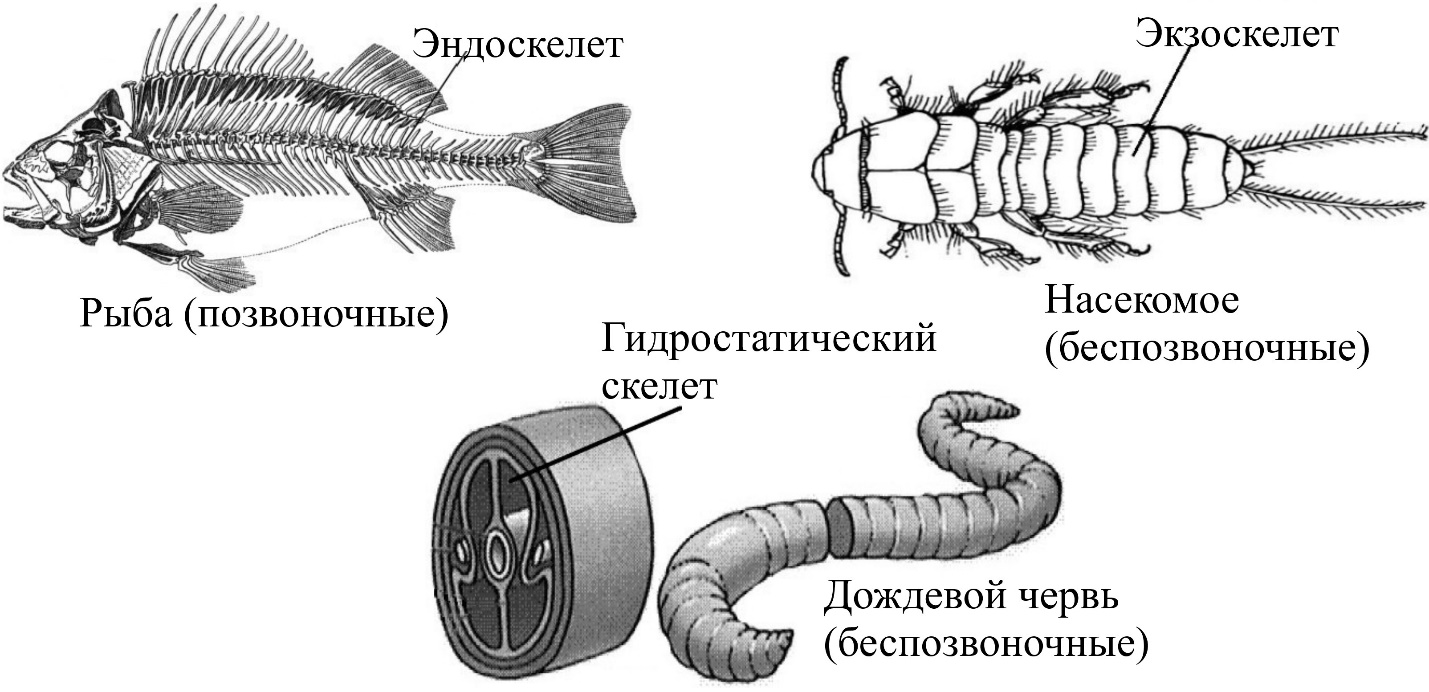 Эндоскелет
Экзоскелет
Рыба (позвоночные)
Насекомое
(беспозвоночные)
Гидростатический
скелет
Дождевой червь
(беспозвоночные)